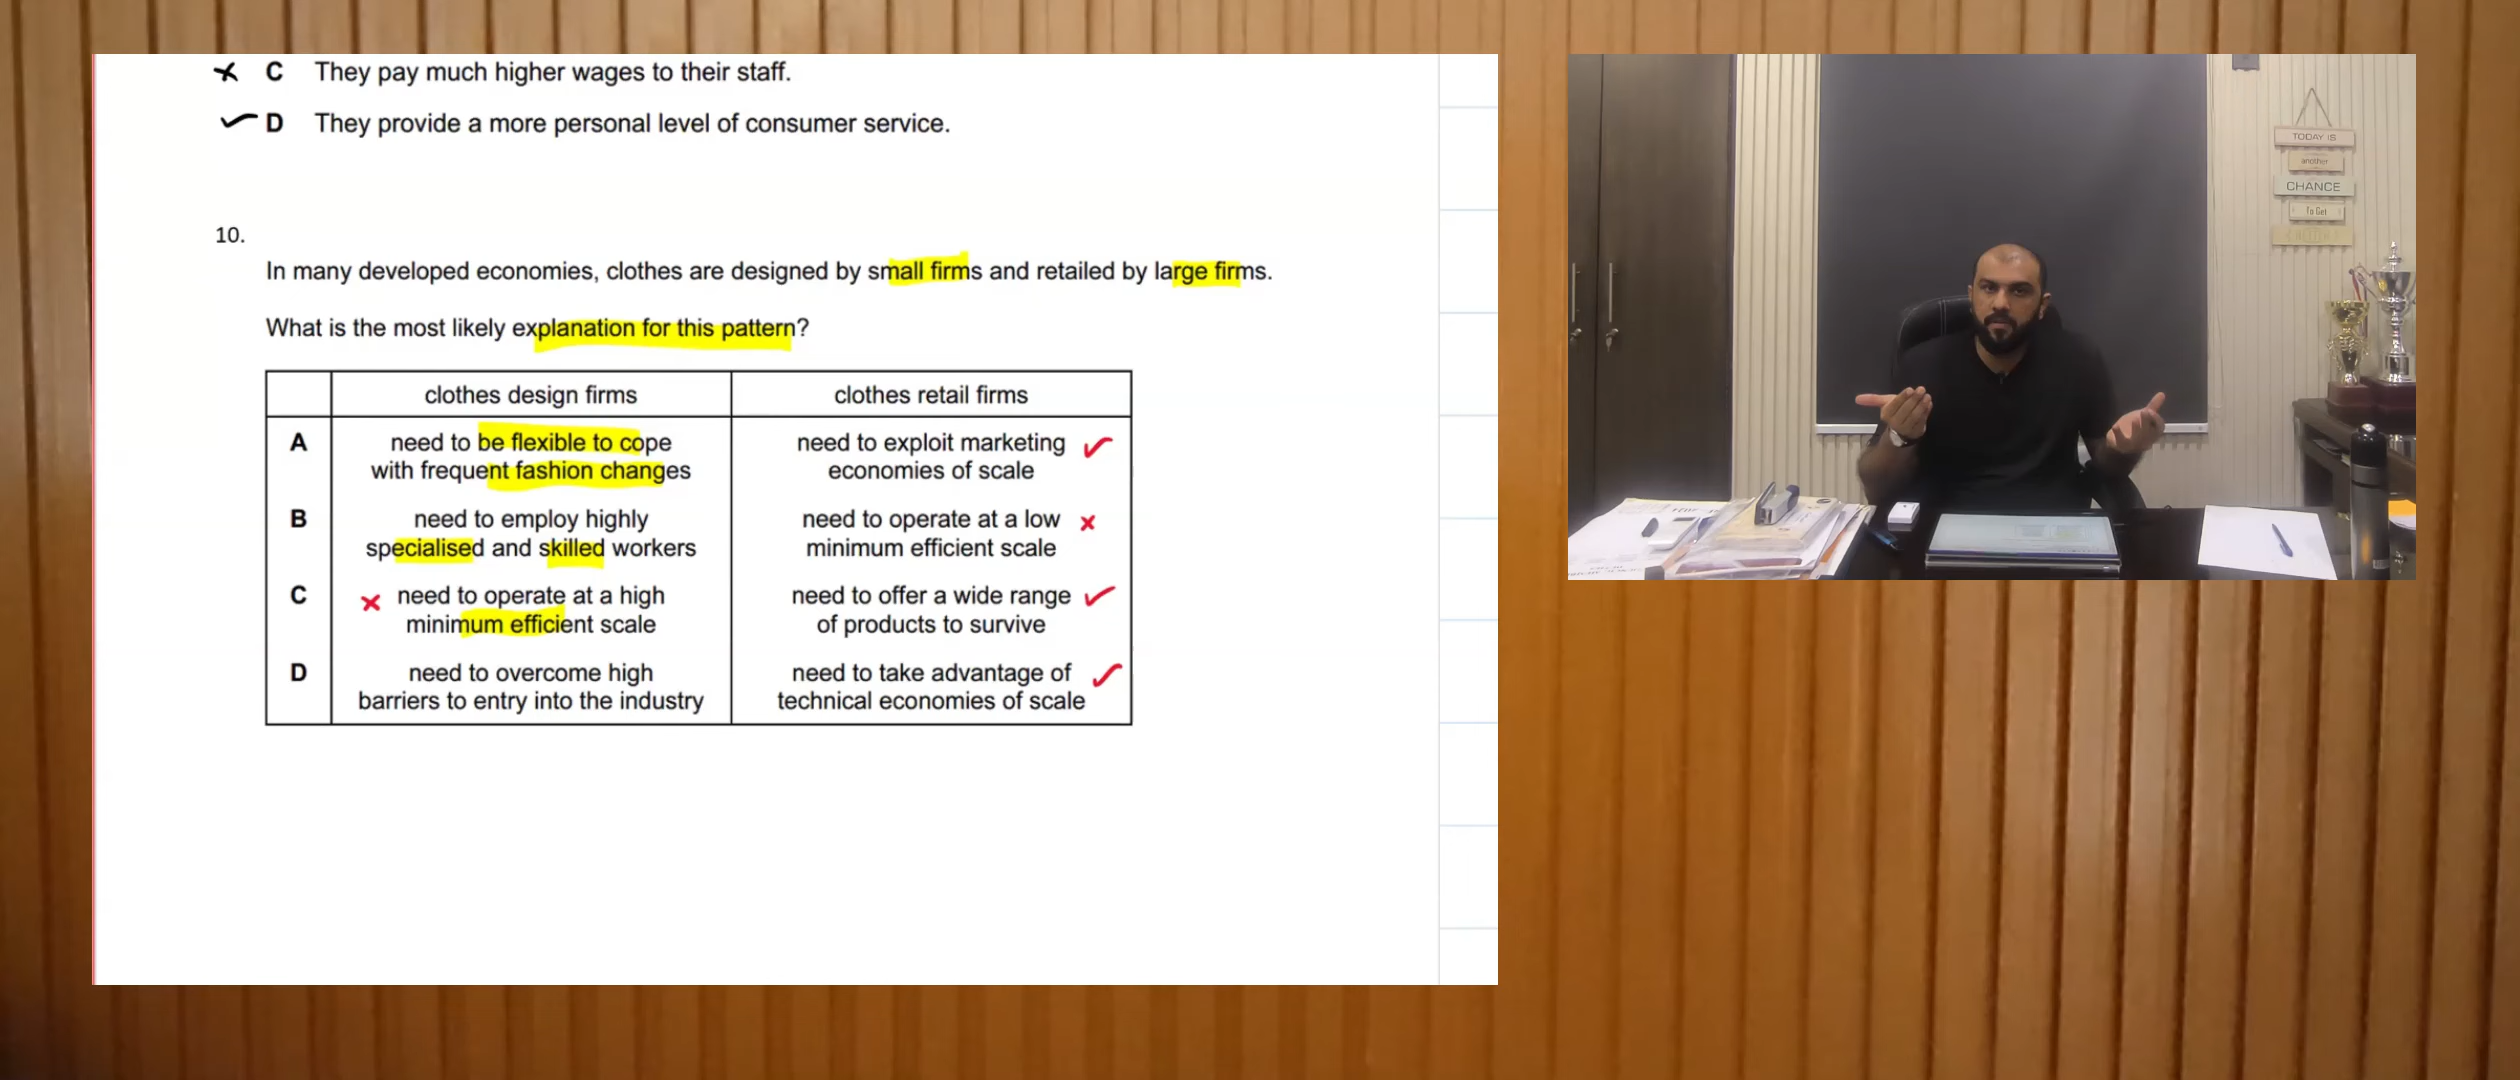 C They pay much higher wages to their staff.
D They provide a more personal level of consumer service.
10.
In many developed economies, clothes are designed by small firms and retailed by large firms.
What is the most likely explanation for this pattern?
clothes design firms clothes retail firms
A need to be flexible to cope need to exploit marketing
with frequent fashion changes economies of scale
B need to employ highly need to operate at a low
specialised and skilled workers minimum efficient scale
C need to operate at a high need to offer a wide range
minimum efficient scale of products to survive
D need to overcome high need to take advantage of
barriers to entry into the industry technical economies of scale
TODAY IS
another
CHANCE
To Get